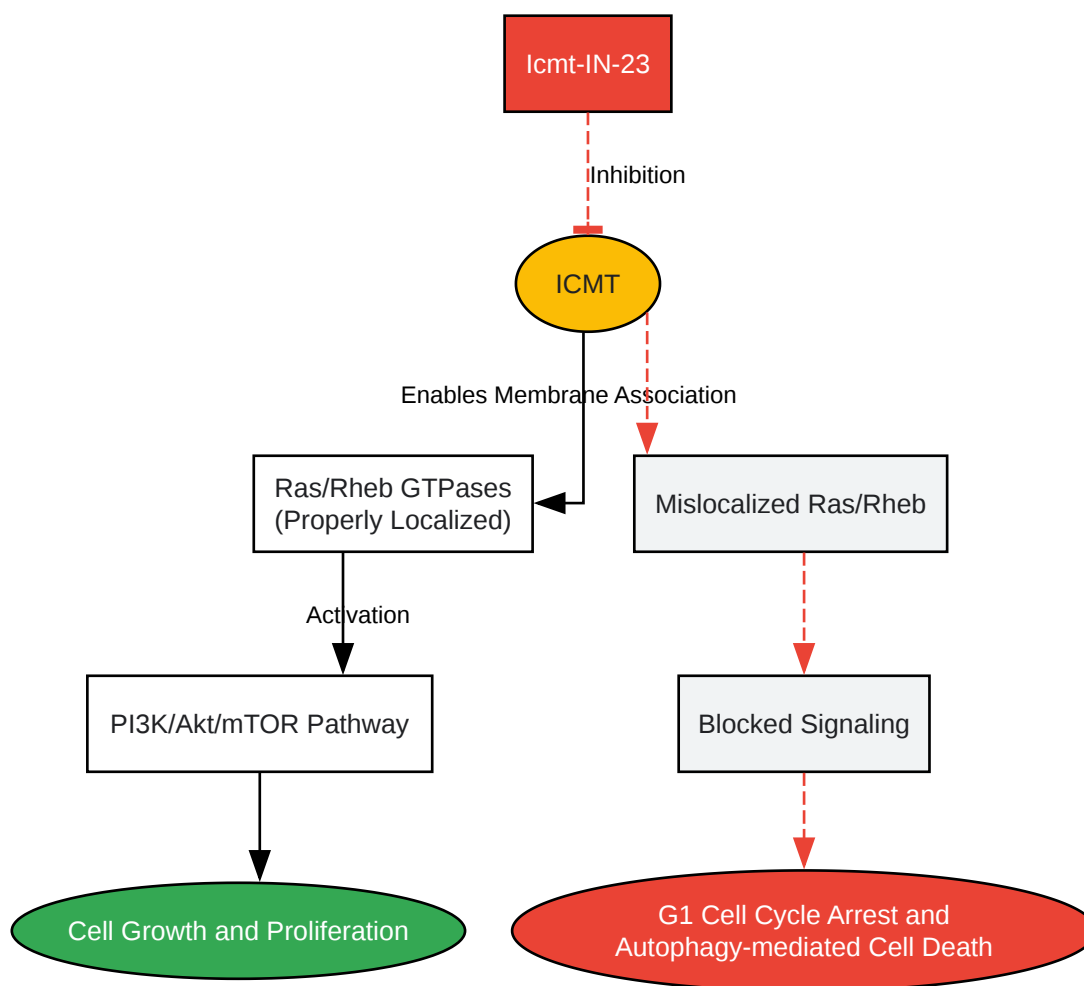 Icmt-IN-23
Inhibition
ICMT
Enables Membrane Association
Ras/Rheb GTPases
(Properly Localized)
Mislocalized Ras/Rheb
Activation
PI3K/Akt/mTOR Pathway
Blocked Signaling
Cell Growth and Proliferation
G1 Cell Cycle Arrest and
Autophagy-mediated Cell Death